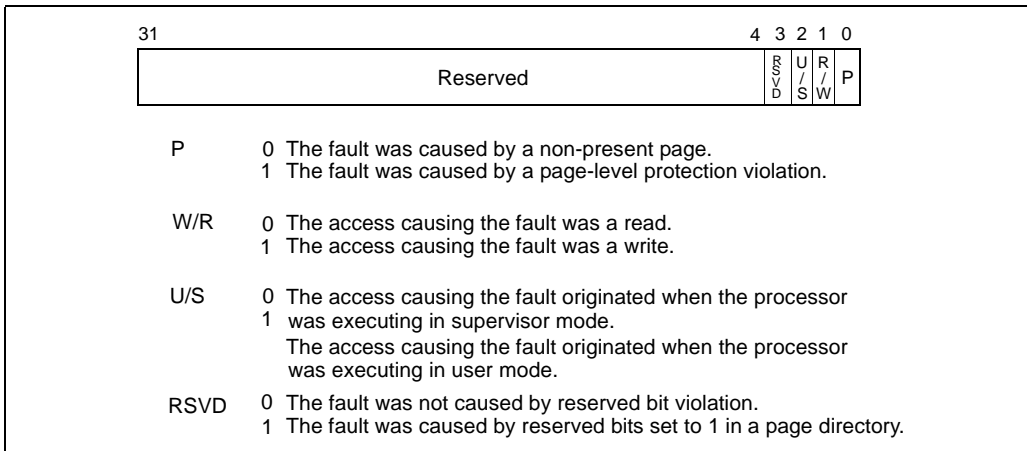 31 4 3 2 1 0
Reserved RSVD U/S R/W P
P 0 The fault was caused by a non-present page.
1 The fault was caused by a page-level protection violation.
W/R 0 The access causing the fault was a read.
1 The access causing the fault was a write.
U/S 0 The access causing the fault originated when the processor
1 was executing in supervisor mode.
The access causing the fault originated when the processor
was executing in user mode.
RSVD 0 The fault was not caused by reserved bit violation.
1 The fault was caused by reserved bits set to 1 in a page directory.